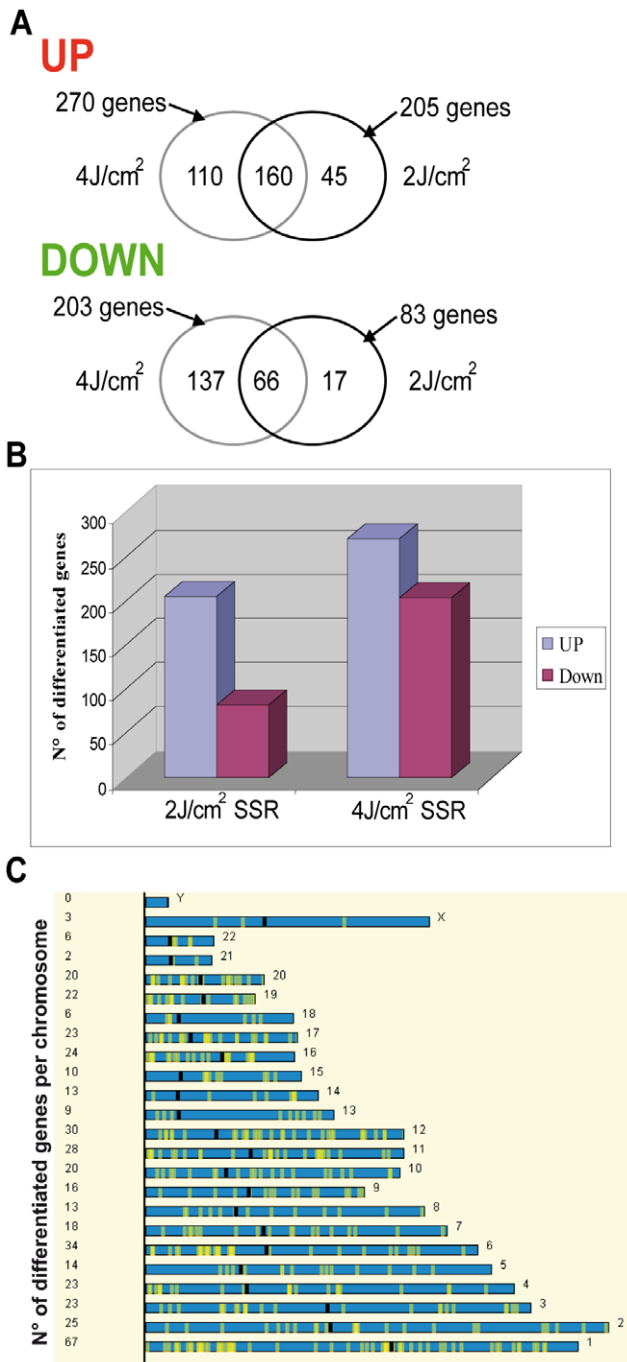 A
UP
270 genes
205 genes
4J/cm²
110
160
45
2J/cm²
DOWN
203 genes
83 genes
4J/cm²
137
66
17
2J/cm²
B
N° of differentiated genes
300
250
200
150
100
50
0
2J/cm² SSR
4J/cm² SSR
UP
Down
C
N° of differentiated genes per chromosome
0 Y
3 X
6 22
2 21
20 20
22 19
6 18
23 17
24 16
10 15
13 14
9 13
30 12
28 11
20 10
16 9
13 8
18 7
34 6
14 5
23 4
23 3
25 2
67 1